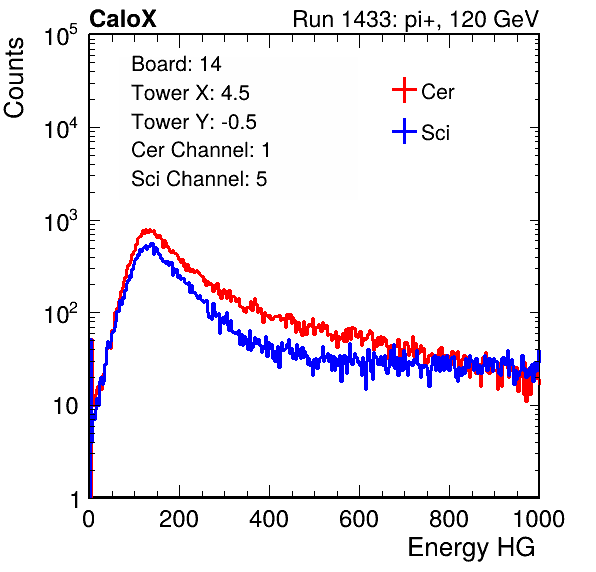 CaloX Run 1433: pi+, 120 GeV
Board: 14
Tower X: 4.5
Tower Y: -0.5
Cer Channel: 1
Sci Channel: 5
Cer
Sci
Counts
10^5
10^4
10^3
10^2
10
1
0 200 400 600 800 1000
Energy HG